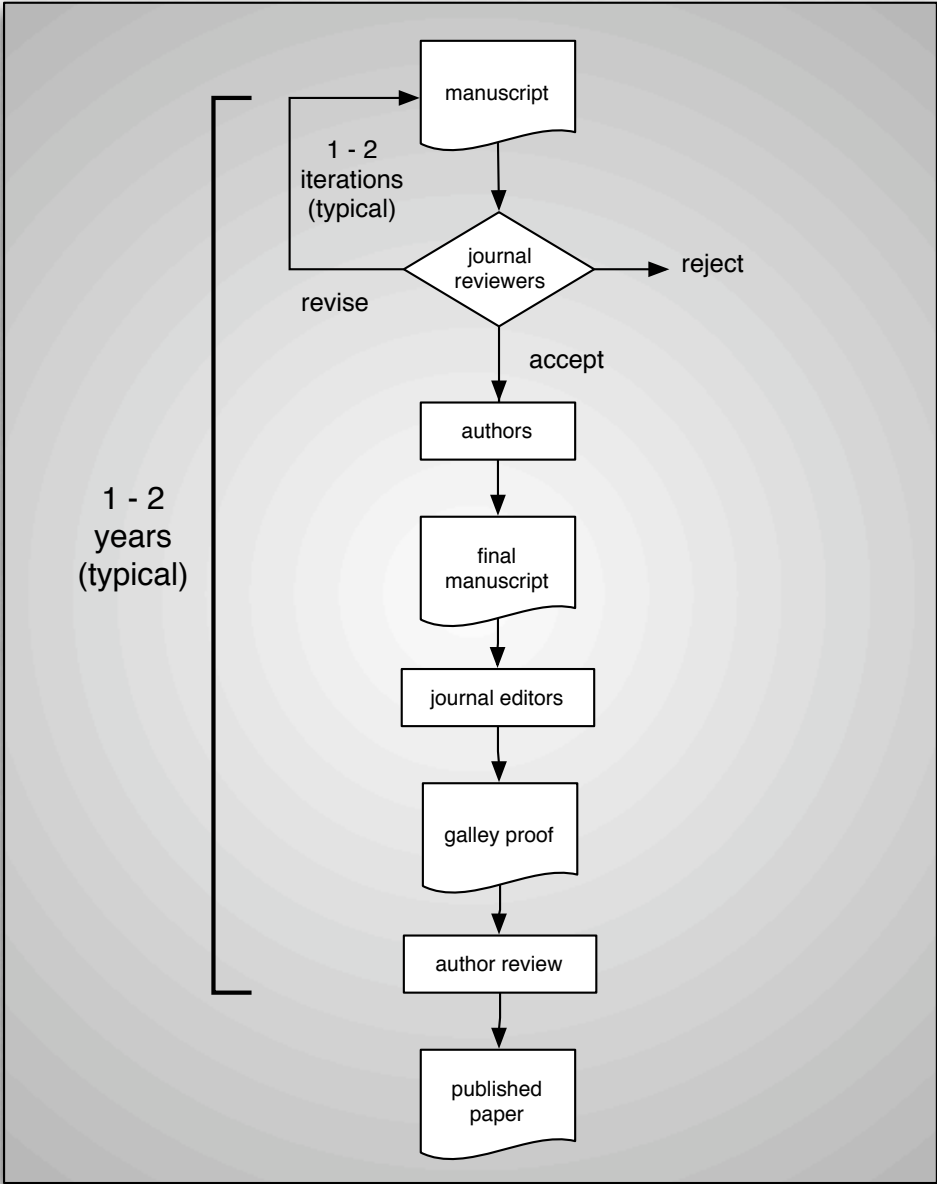 manuscript
1 - 2
iterations
(typical)
journal
reviewers
reject
revise
accept
authors
1 - 2
years
(typical)
final
manuscript
journal editors
galley proof
author review
published
paper